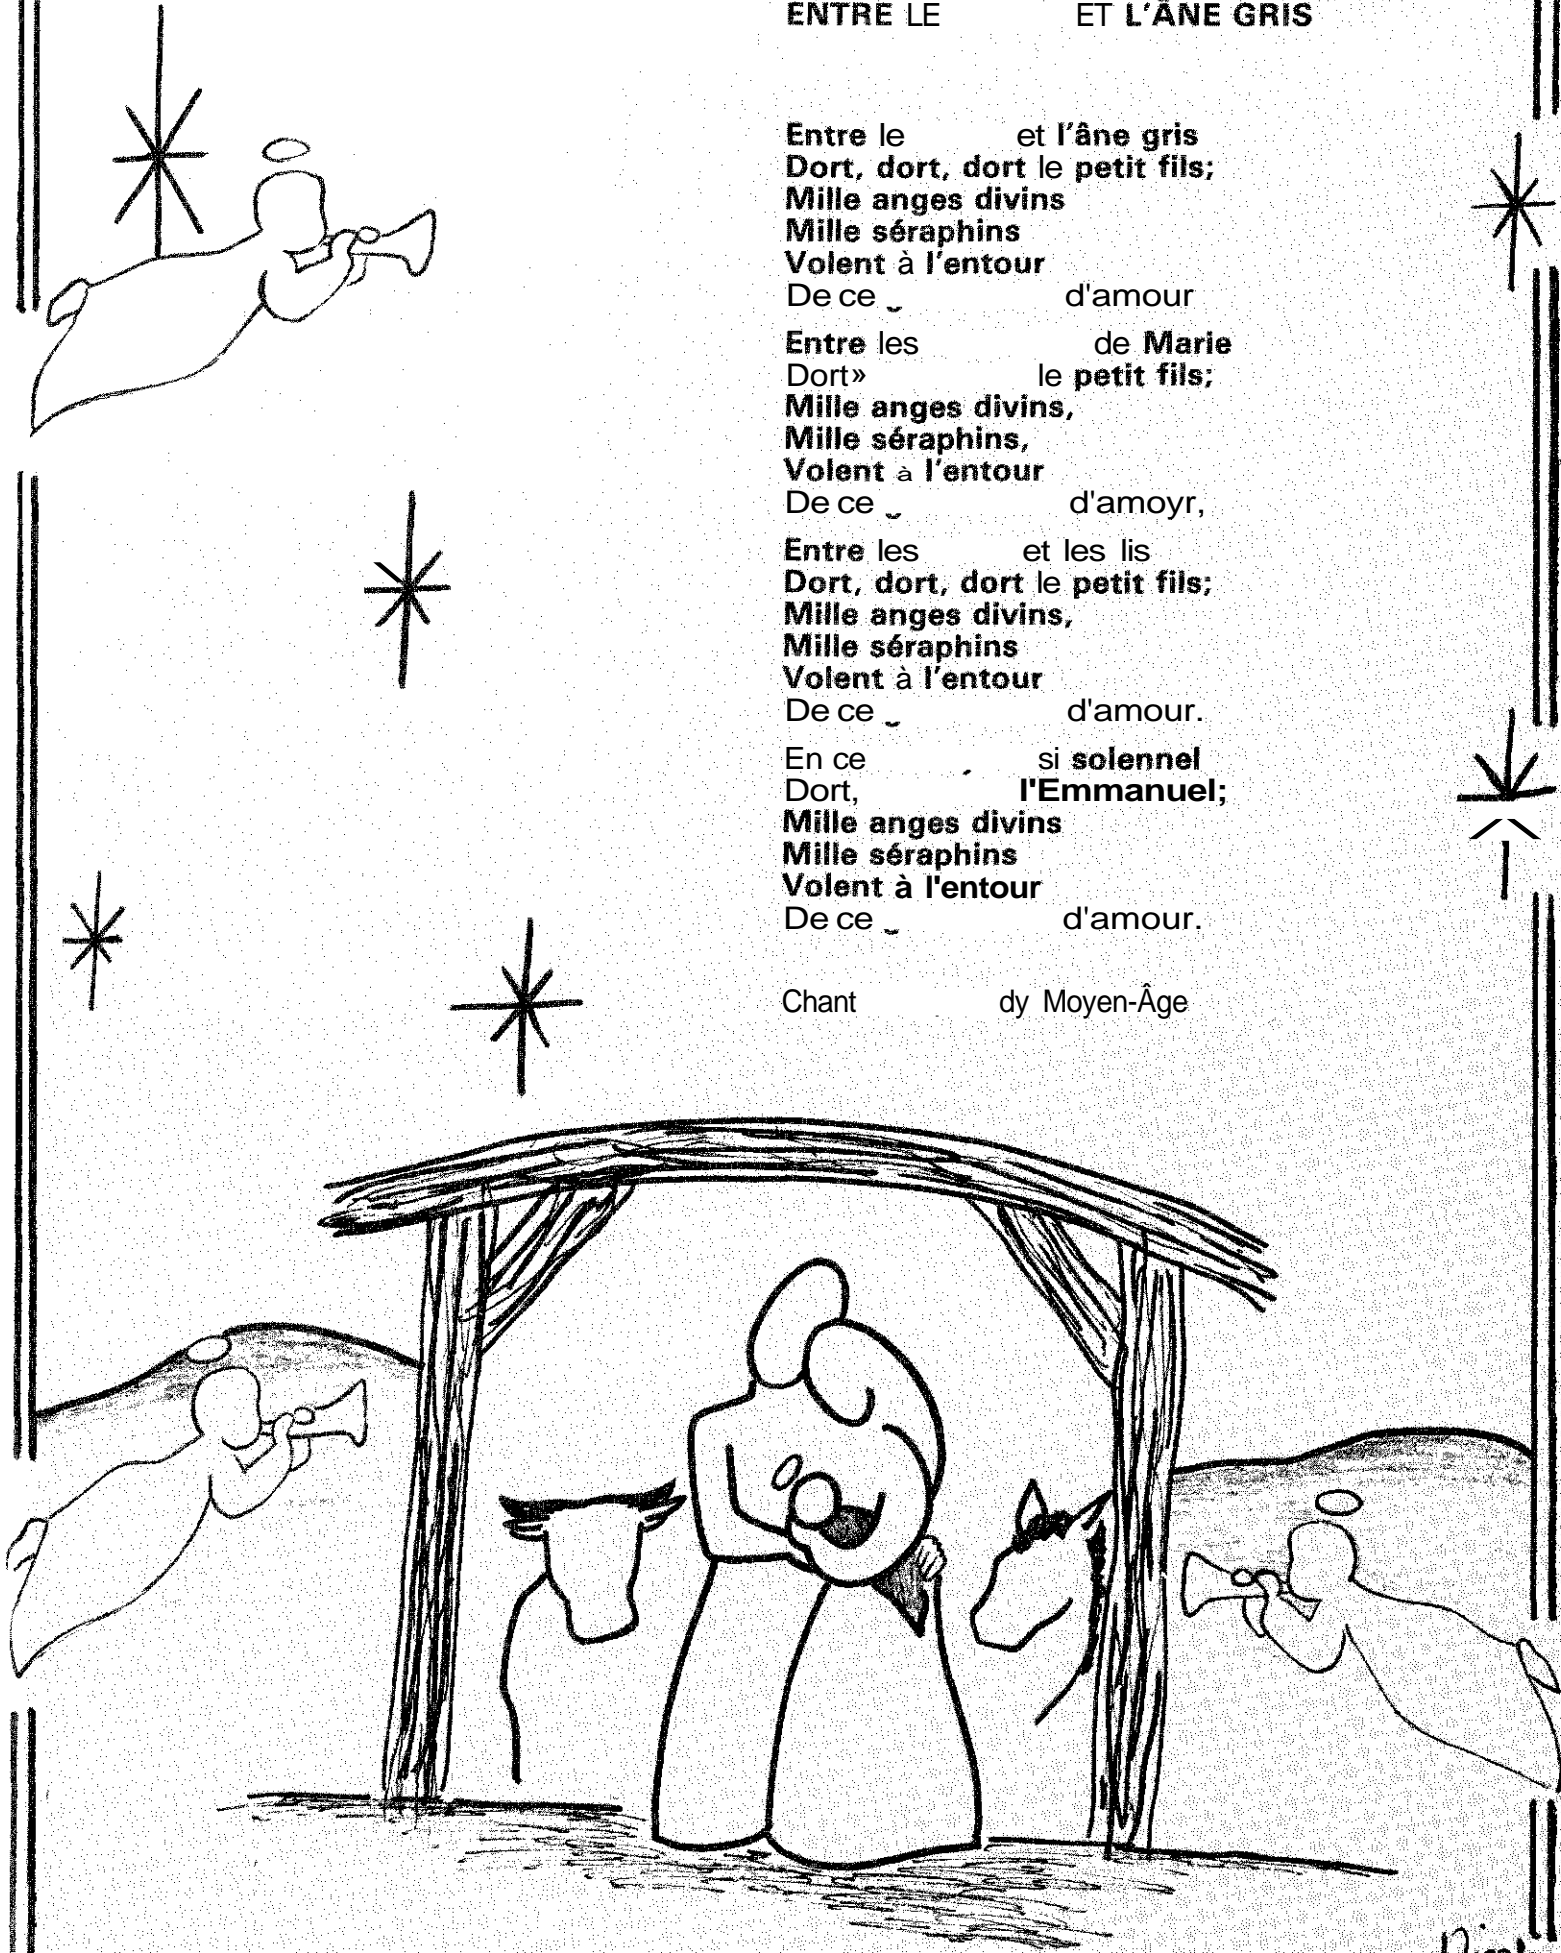 ENTRE LE ET L'ÂNE GRIS
Entre le et l'âne gris
Dort, dort, dort le petit fils;
Mille anges divins
Mille séraphins
Volent à l'entour
De ce d'amour
Entre les de Marie
Dort» le petit fils;
Mille anges divins,
Mille séraphins,
Volent à l'entour
De ce d'amoyr,
Entre les et les lis
Dort, dort, dort le petit fils;
Mille anges divins,
Mille séraphins
Volent à l'entour
De ce d'amour.
En ce si solennel
Dort, l'Emmanuel;
Mille anges divins
Mille séraphins
Volent à l'entour
De ce d'amour.
Chant dy Moyen-Âge